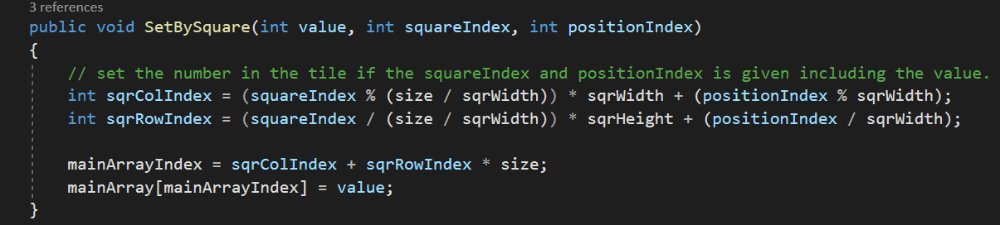 3 references
public void SetBySquare(int value, int squareIndex, int positionIndex)
{
// set the number in the tile if the squareIndex and positionIndex is given including the value.
int sqrColIndex = (squareIndex % (size / sqrWidth)) * sqrWidth + (positionIndex % sqrWidth);
int sqrRowIndex = (squareIndex / (size / sqrWidth)) * sqrHeight + (positionIndex / sqrWidth);
mainArrayIndex = sqrColIndex + sqrRowIndex * size;
mainArray[mainArrayIndex] = value;
}